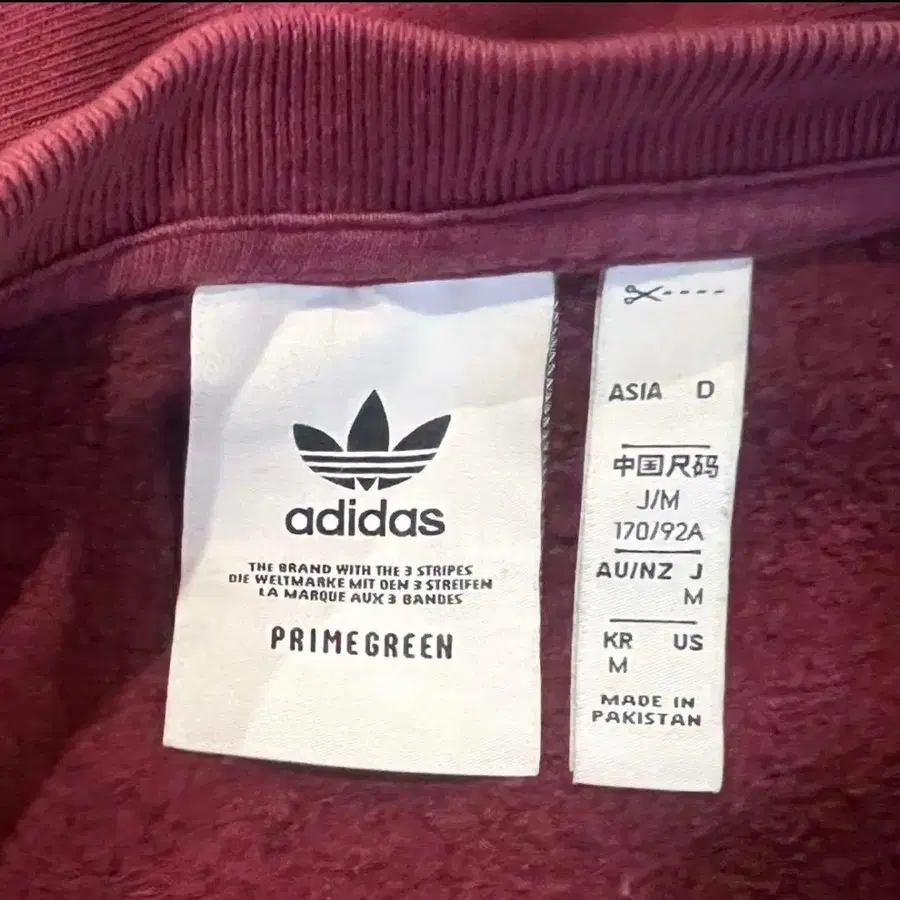 adidas
THE BRAND WITH THE 3 STRIPES
DIE WELTMARKE MIT DEN 3 STREIFEN
LA MARQUE AUX 3 BANDES
PRIMEGREEN
ASIA D
中国尺码
J/M
170/92A
AU/NZ J
M
KR US
M
MADE IN
PAKISTAN